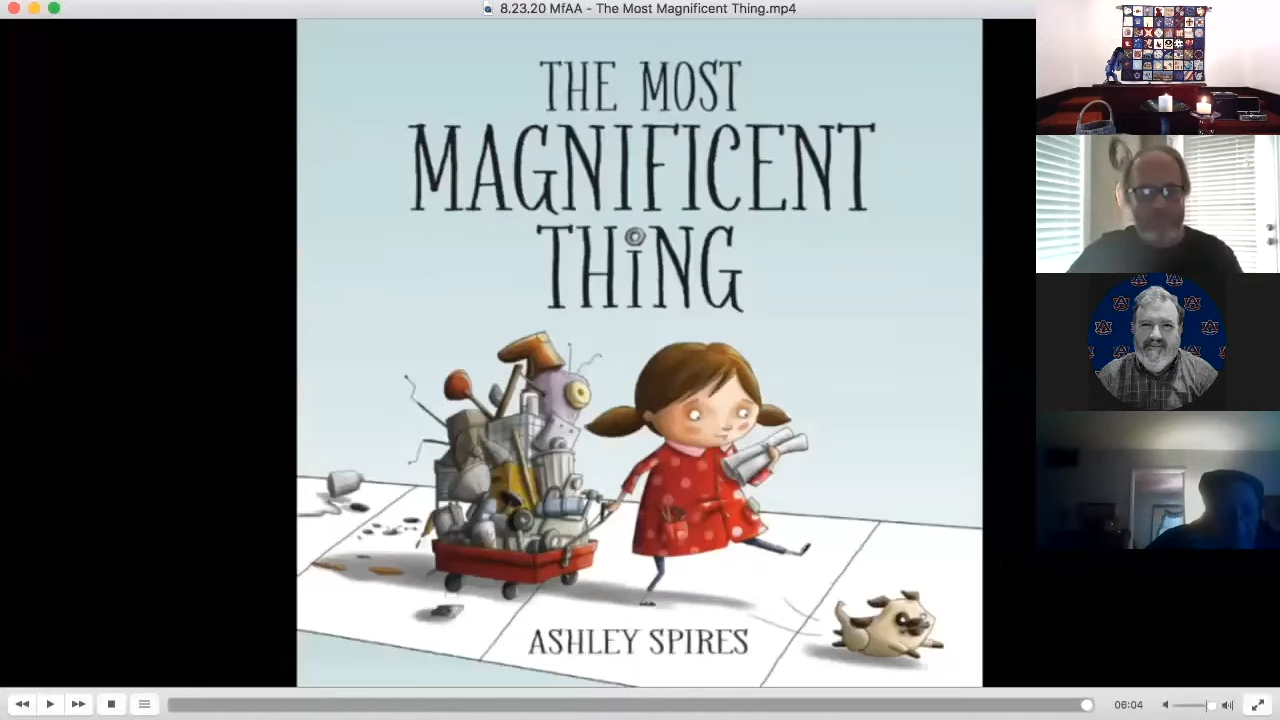 8.23.20 MfAA - The Most Magnificent Thing.mp4
THE MOST
MAGNIFICENT
THiNG
ASHLEY SPIRES
06:04